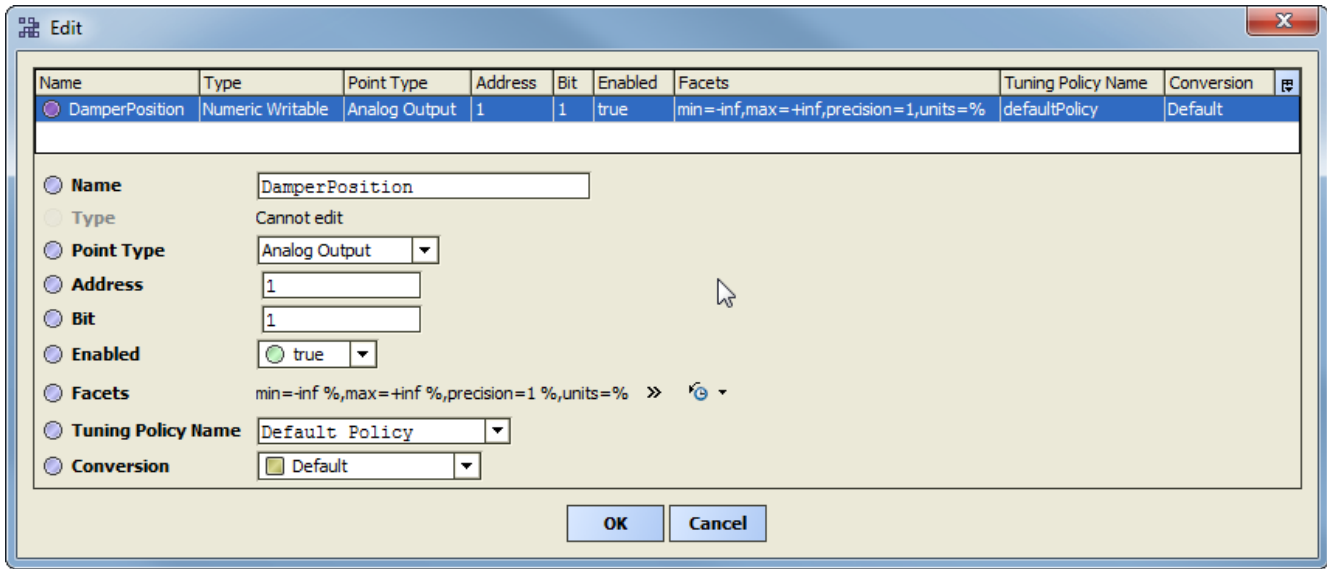 Edit
Name Type Point Type Address Bit Enabled Facets Tuning Policy Name Conversion
DamperPosition Numeric Writable Analog Output 1 1 true min=-inf,max=+inf,precision=1,units=% defaultPolicy Default
Name DamperPosition
Type Cannot edit
Point Type Analog Output
Address 1
Bit 1
Enabled true
Facets min=-inf %,max=+inf %,precision=1 %,units=% »
Tuning Policy Name Default Policy
Conversion Default
OK Cancel